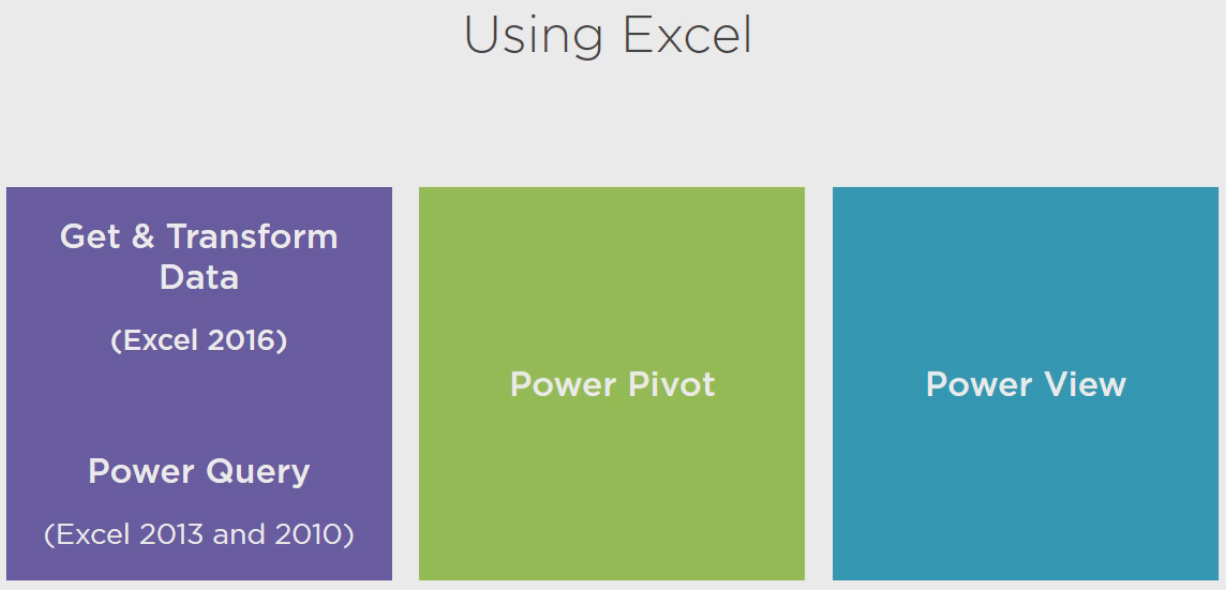 Using Excel
Get & Transform
Data
(Excel 2016)
Power Query
(Excel 2013 and 2010)
Power Pivot
Power View